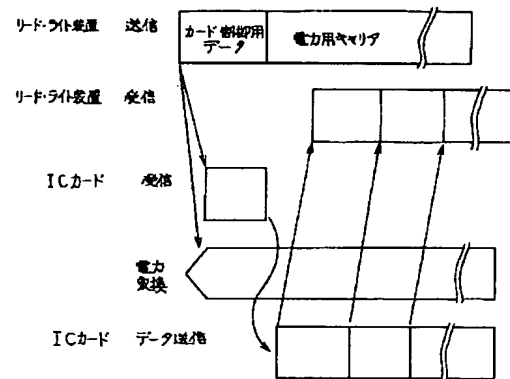 リード・ライト装置 送信
カード制御用
データ
電力用キャリア
リード・ライト装置 受信
ICカード 受信
電力
変換
ICカード データ送信